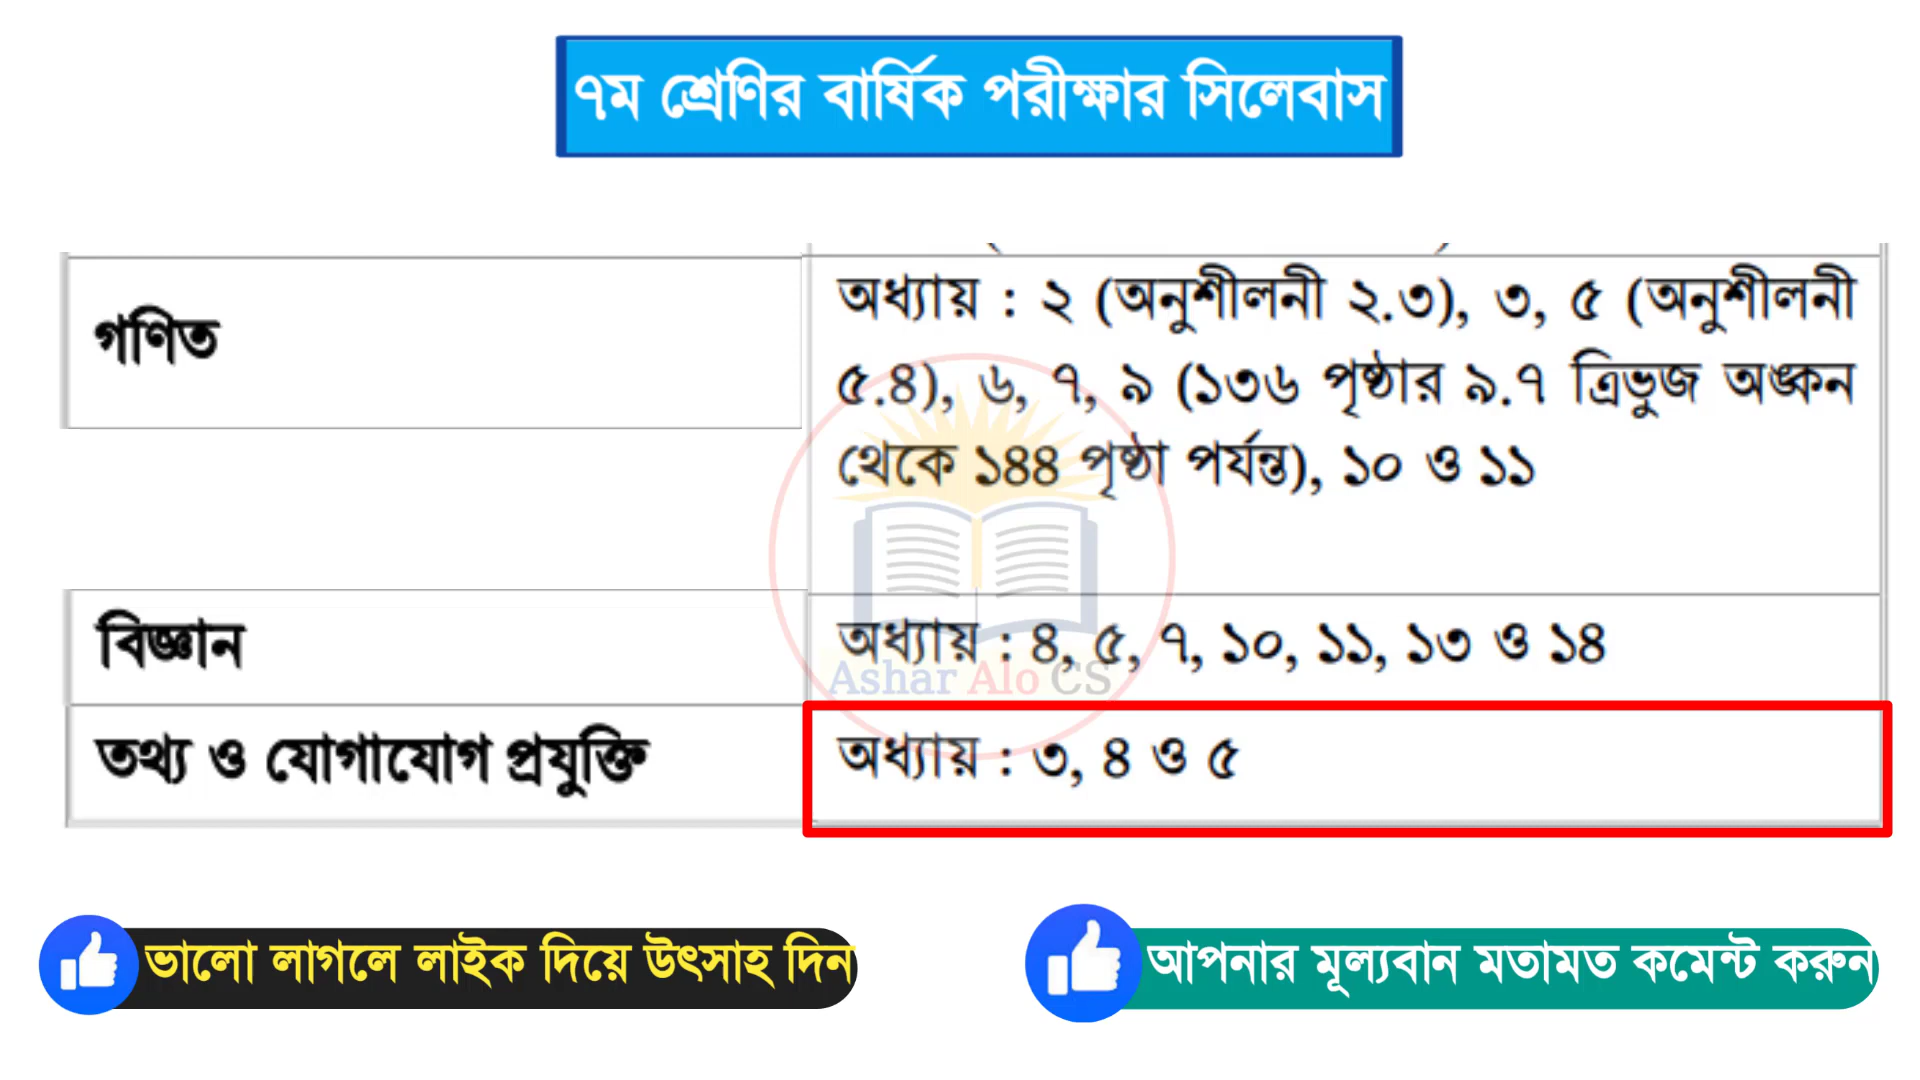 ৭ম শ্রেণির বার্ষিক পরীক্ষার সিলেবাস
গণিত
অধ্যায় : ২ (অনুশীলনী ২.৩), ৩, ৫ (অনুশীলনী
৫.৪), ৬, ৭, ৯ (১৩৬ পৃষ্ঠার ৯.৭ ত্রিভুজ অঙ্কন
থেকে ১৪৪ পৃষ্ঠা পর্যন্ত), ১০ ও ১১
বিজ্ঞান
অধ্যায় : ৪, ৫, ৭, ১০, ১১, ১৩ ও ১৪
Ashar Alo CS
তথ্য ও যোগাযোগ প্রযুক্তি
অধ্যায় : ৩, ৪ ও ৫
ভালো লাগলে লাইক দিয়ে উৎসাহ দিন
আপনার মূল্যবান মতামত কমেন্ট করুন